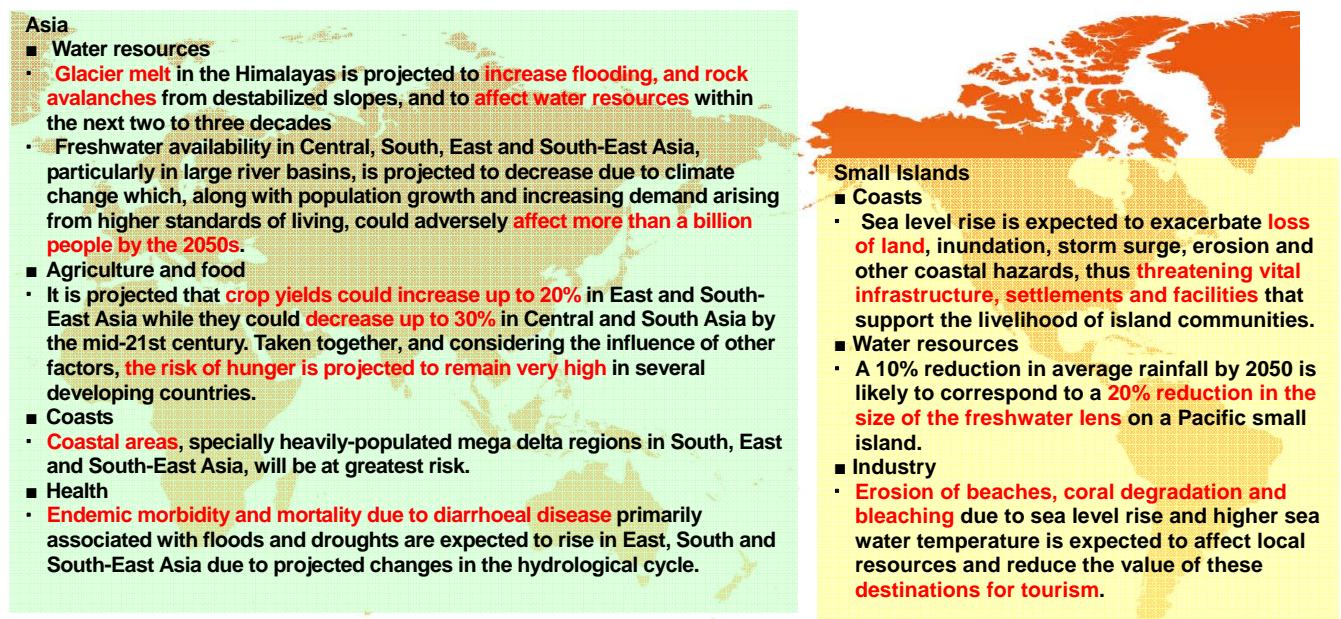 Asia
■ Water resources
· Glacier melt in the Himalayas is projected to increase flooding, and rock
avalanches from destabilized slopes, and to affect water resources within
the next two to three decades
· Freshwater availability in Central, South, East and South-East Asia,
particularly in large river basins, is projected to decrease due to climate
change which, along with population growth and increasing demand arising
from higher standards of living, could adversely affect more than a billion
people by the 2050s.
■ Agriculture and food
· It is projected that crop yields could increase up to 20% in East and South-
East Asia while they could decrease up to 30% in Central and South Asia by
the mid-21st century. Taken together, and considering the influence of other
factors, the risk of hunger is projected to remain very high in several
developing countries.
■ Coasts
· Coastal areas, specially heavily-populated mega delta regions in South, East
and South-East Asia, will be at greatest risk.
■ Health
· Endemic morbidity and mortality due to diarrhoeal disease primarily
associated with floods and droughts are expected to rise in East, South and
South-East Asia due to projected changes in the hydrological cycle.
Small Islands
■ Coasts
· Sea level rise is expected to exacerbate loss
of land, inundation, storm surge, erosion and
other coastal hazards, thus threatening vital
infrastructure, settlements and facilities that
support the livelihood of island communities.
■ Water resources
· A 10% reduction in average rainfall by 2050 is
likely to correspond to a 20% reduction in the
size of the freshwater lens on a Pacific small
island.
■ Industry
· Erosion of beaches, coral degradation and
bleaching due to sea level rise and higher sea
water temperature is expected to affect local
resources and reduce the value of these
destinations for tourism.